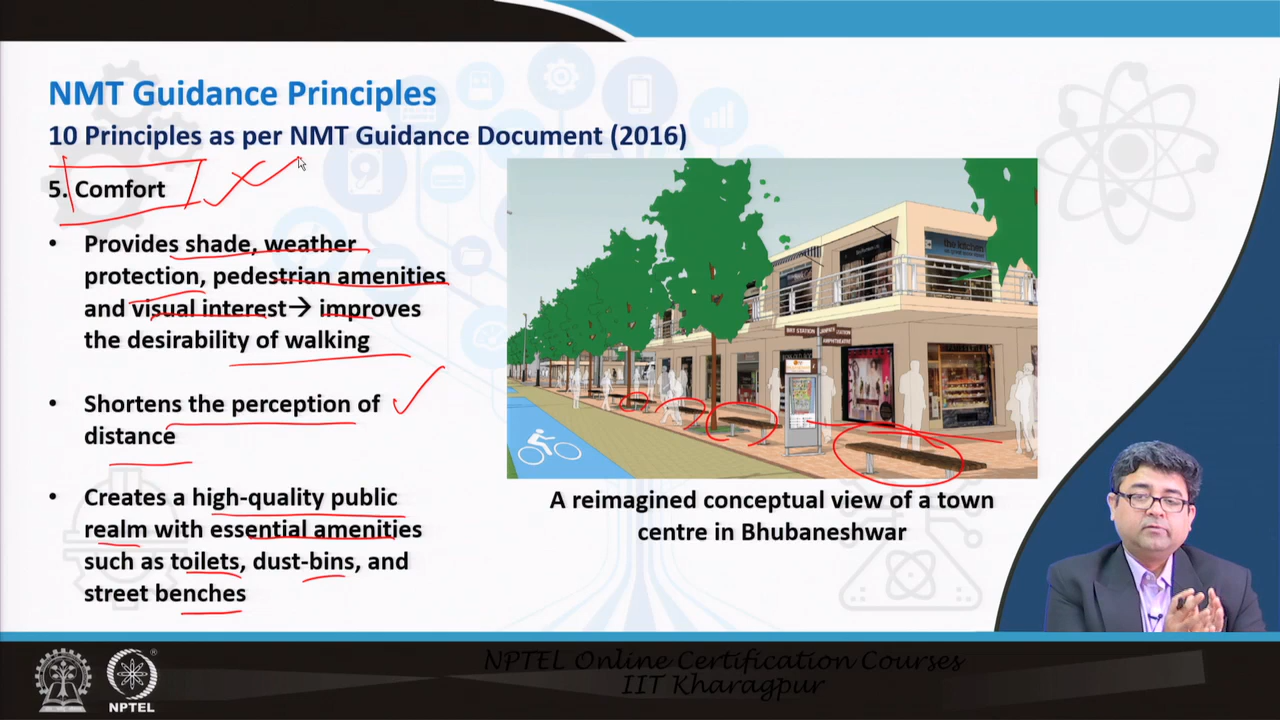 NMT Guidance Principles
10 Principles as per NMT Guidance Document (2016)
5. Comfort
• Provides shade, weather
protection, pedestrian amenities
and visual interest→ improves
the desirability of walking
• Shortens the perception of
distance
• Creates a high-quality public
realm with essential amenities
such as toilets, dust-bins, and
street benches
the kitchen
A reimagined conceptual view of a town
centre in Bhubaneshwar
NPTEL Online Certification Courses
IIT Kharagpur
NPTEL